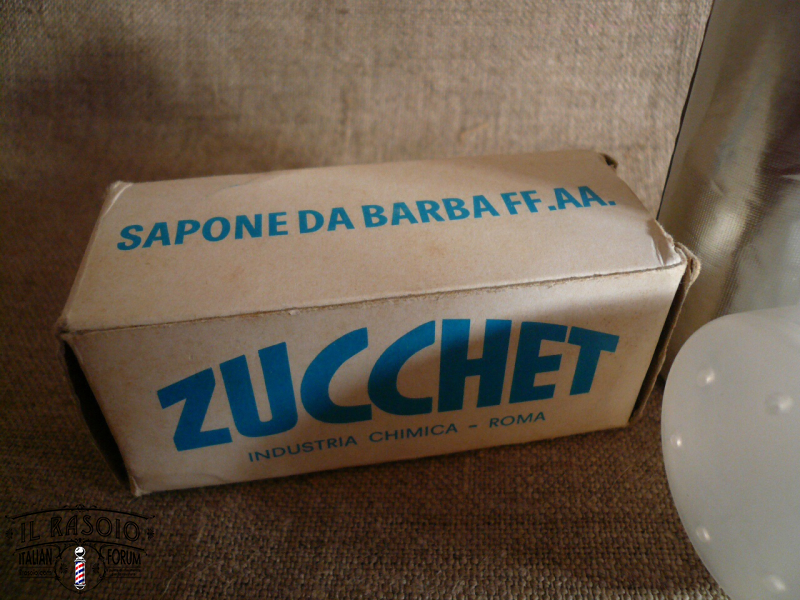 SAPONE DA BARBA FF.AA.
ZUCCHET
INDUSTRIA CHIMICA - ROMA
IL RASOIO
ITALIAN FORUM